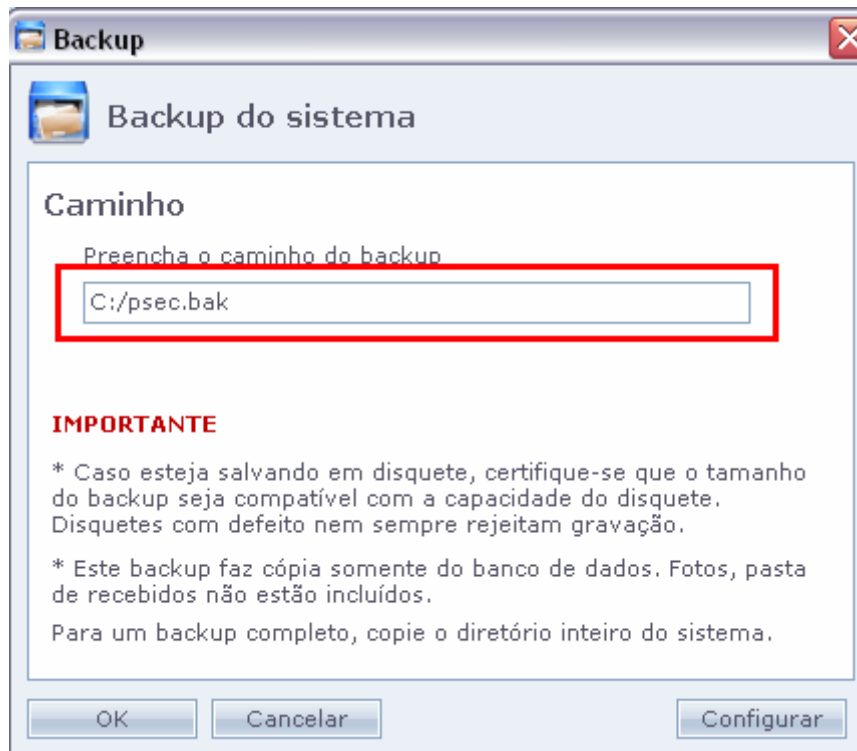 Backup
Backup do sistema
Caminho
Preencha o caminho do backup
C:/psec.bak
IMPORTANTE
* Caso esteja salvando em disquete, certifique-se que o tamanho
do backup seja compatível com a capacidade do disquete.
Disquetes com defeito nem sempre rejeitam gravação.
* Este backup faz cópia somente do banco de dados. Fotos, pasta
de recebidos não estão incluídos.
Para um backup completo, copie o diretório inteiro do sistema.
OK Cancelar Configurar